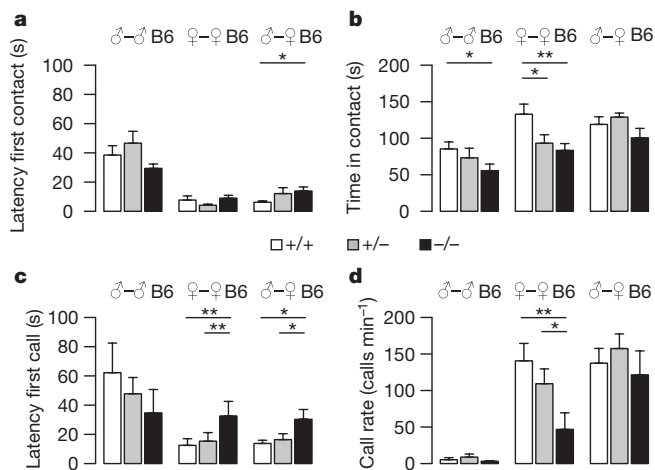 a
♂–♂ B6 ♀–♀ B6 ♂–♀ B6
*
Latency first contact (s)
100
80
60
40
20
0
b
♂–♂ B6 ♀–♀ B6 ♂–♀ B6
* **
*
Time in contact (s)
200
150
100
50
0
+/+ +/− −/−
c
♂–♂ B6 ♀–♀ B6 ♂–♀ B6
** *
** *
Latency first call (s)
100
80
60
40
20
0
d
♂–♂ B6 ♀–♀ B6 ♂–♀ B6
**
*
Call rate (calls min⁻¹)
200
150
100
50
0